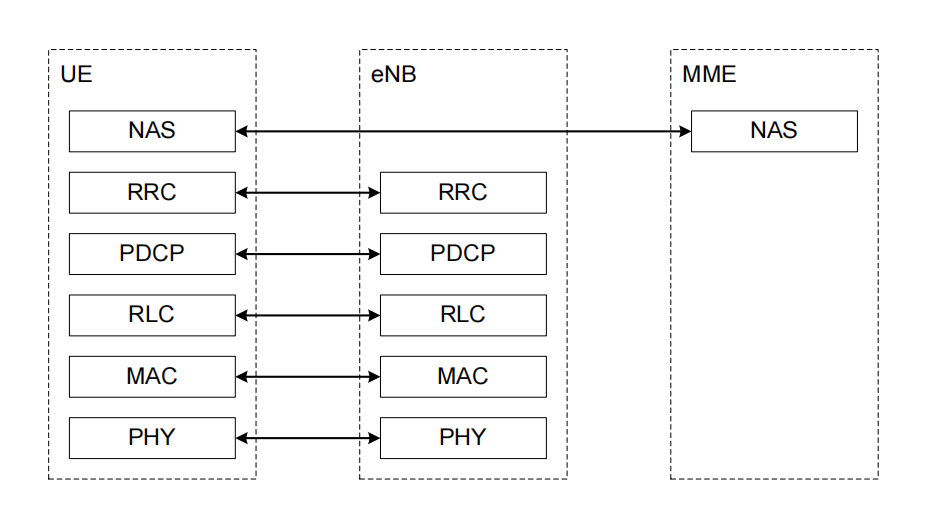 UE
eNB
MME
NAS
NAS
RRC
RRC
PDCP
PDCP
RLC
RLC
MAC
MAC
PHY
PHY